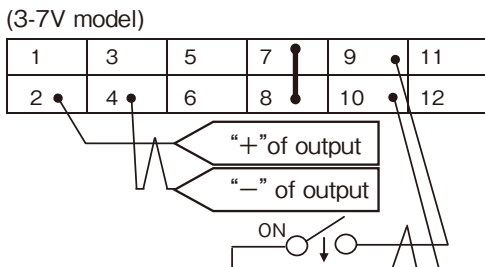 (3-7V model)
1 3 5 7 9 11
2 4 6 8 10 12
“+”of output
“−” of output
ON